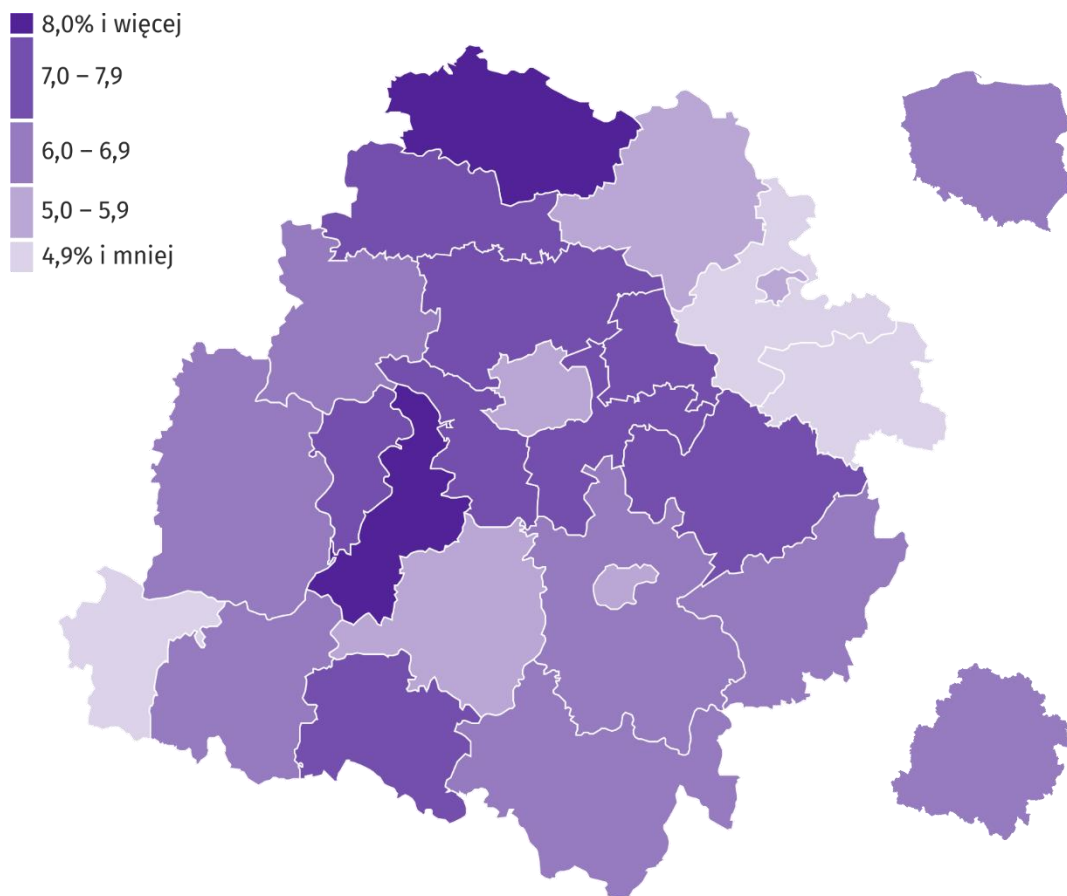 8,0% i więcej
7,0 – 7,9
6,0 – 6,9
5,0 – 5,9
4,9% i mniej